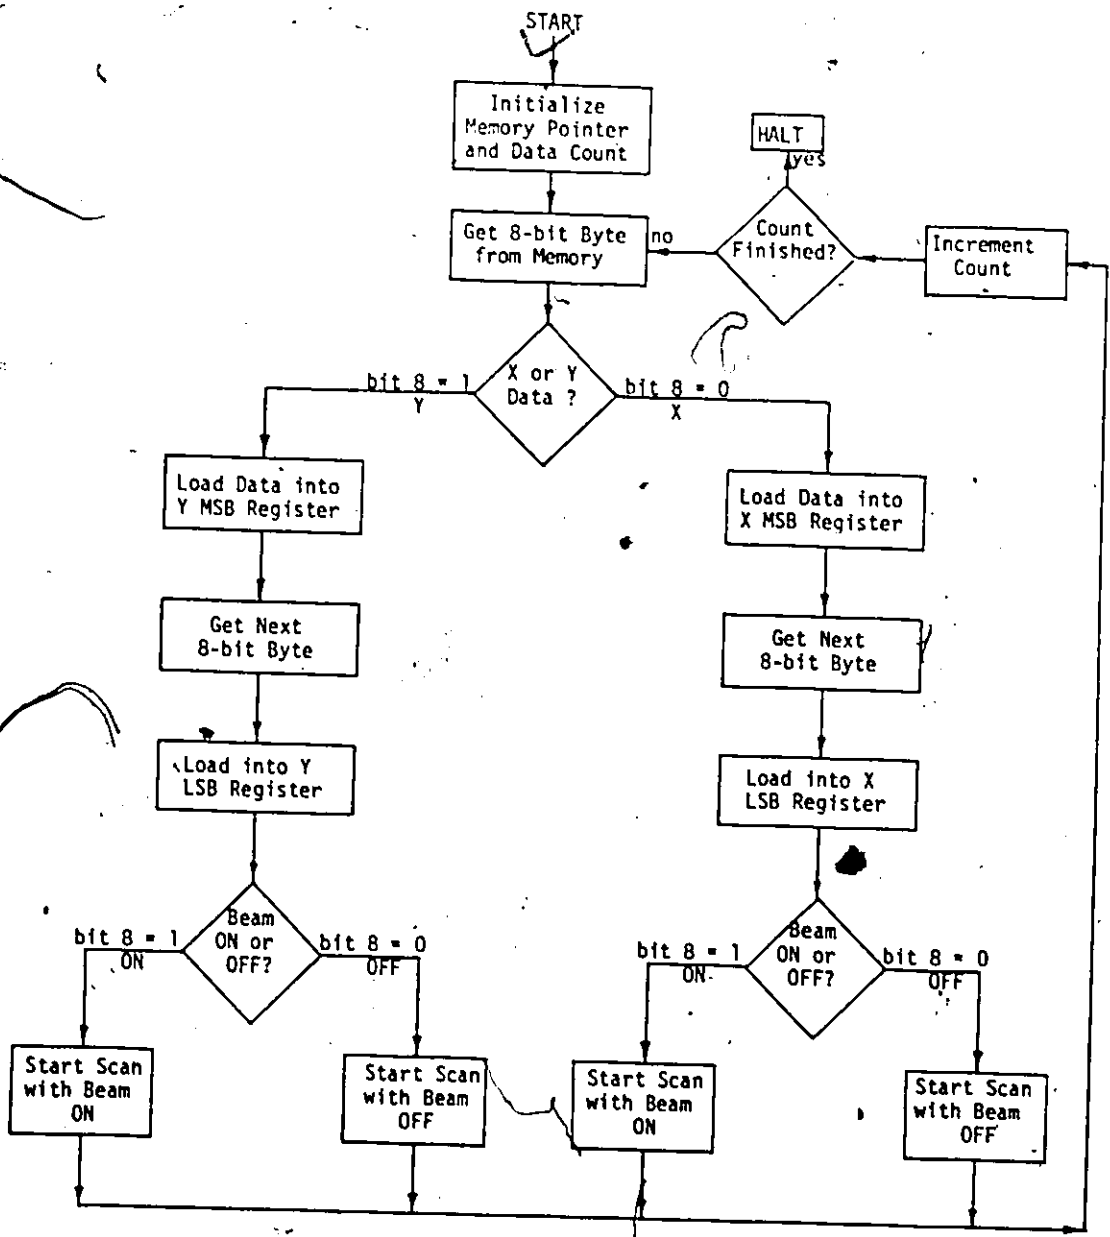 START
Initialize
Memory Pointer
and Data Count
HALT
yes
Get 8-bit Byte
from Memory
no
Count
Finished?
Increment
Count
X or Y
Data ?
bit 8 = 1
Y
bit 8 = 0
X
Load Data into
Y MSB Register
Load Data into
X MSB Register
Get Next
8-bit Byte
Get Next
8-bit Byte
Load into Y
LSB Register
Load into X
LSB Register
Beam
ON or
OFF?
bit 8 = 1
ON
bit 8 = 0
OFF
Beam
ON or
OFF?
bit 8 = 1
ON
bit 8 = 0
OFF
Start Scan
with Beam
ON
Start Scan
with Beam
OFF
Start Scan
with Beam
ON
Start Scan
with Beam
OFF